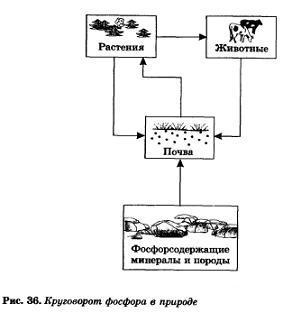 Растения
Животные
Почва
Фосфорсодержащие
минералы и породы
Рис. 36. Круговорот фосфора в природе